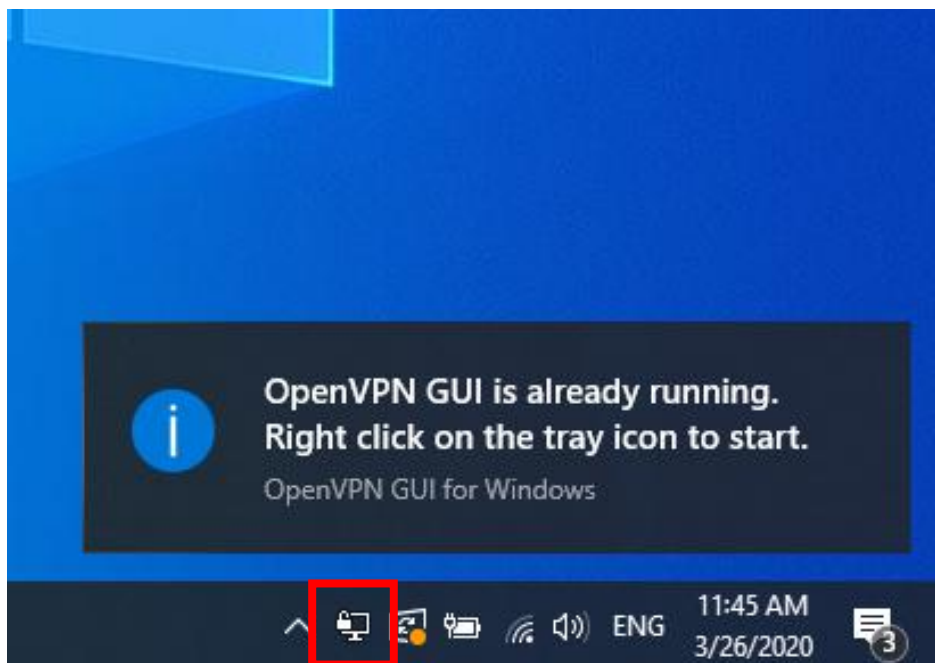 OpenVPN GUI is already running.
Right click on the tray icon to start.
OpenVPN GUI for Windows
ENG
11:45 AM
3/26/2020
3